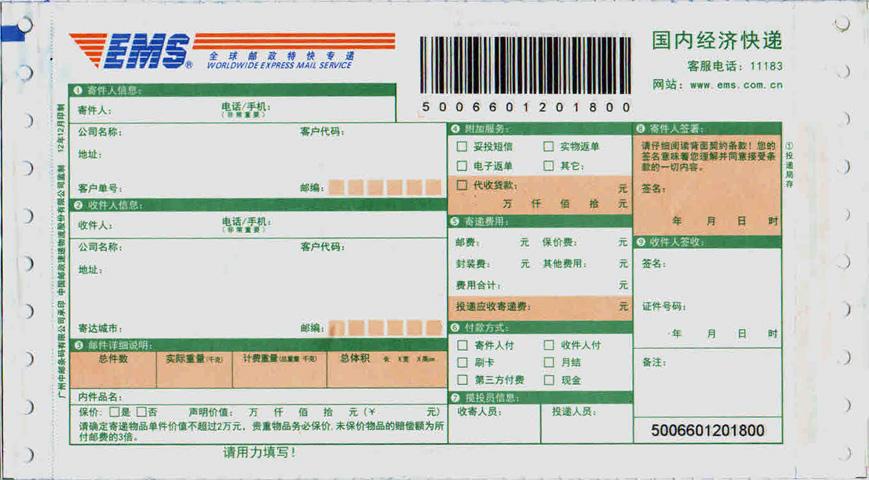 EMS®
全球邮政特快专递
WORLDWIDE EXPRESS MAIL SERVICE
5006601201800
国内经济快递
客服电话：11183
网站：www.ems.com.cn
❶寄件人信息：
寄件人：
电话/手机：
（非常重要）
公司名称：
客户代码：
地址：
客户单号：
邮编：
❷收件人信息：
收件人：
电话/手机：
（非常重要）
公司名称：
客户代码：
地址：
寄达城市：
邮编：
❸邮件详细说明：
总件数
实际重量（千克）
计费重量（总重量 千克）
总体积 长 X宽 X高cm
内件品名：
保价：□是 □否 声明价值： 万 仟 佰 拾 元（￥ 元）
请确定寄递物品单件价值不超过2万元，贵重物品务必保价，未保价物品的赔偿额为所
付邮费的3倍。
❹附加服务：
□ 妥投短信 □ 实物返单
□ 电子返单 □ 其它：
□ 代收货款： 元
万 仟 佰 拾 元
❺寄递费用：
邮费： 元 保价费： 元
封装费： 元 其他费用： 元
费用合计： 元
投递应收寄递费： 元
❻付款方式：
□ 寄件人付 □ 收件人付
□ 刷卡 □ 月结
□ 第三方付费 □ 现金
❼揽投员信息：
收寄人员：
投递人员：
❽寄件人签署：
请仔细阅读背面契约条款！您的
签名意味着您理解并同意接受条
款的一切内容。
签名：
年 月 日 时
❾收件人签收：
签名：
证件号码：
年 月 日 时
备注：
5006601201800
①投递局存
广州中邮条码有限公司承印 中国邮政速递物流股份有限公司监制 12年12月印制
请用力填写！